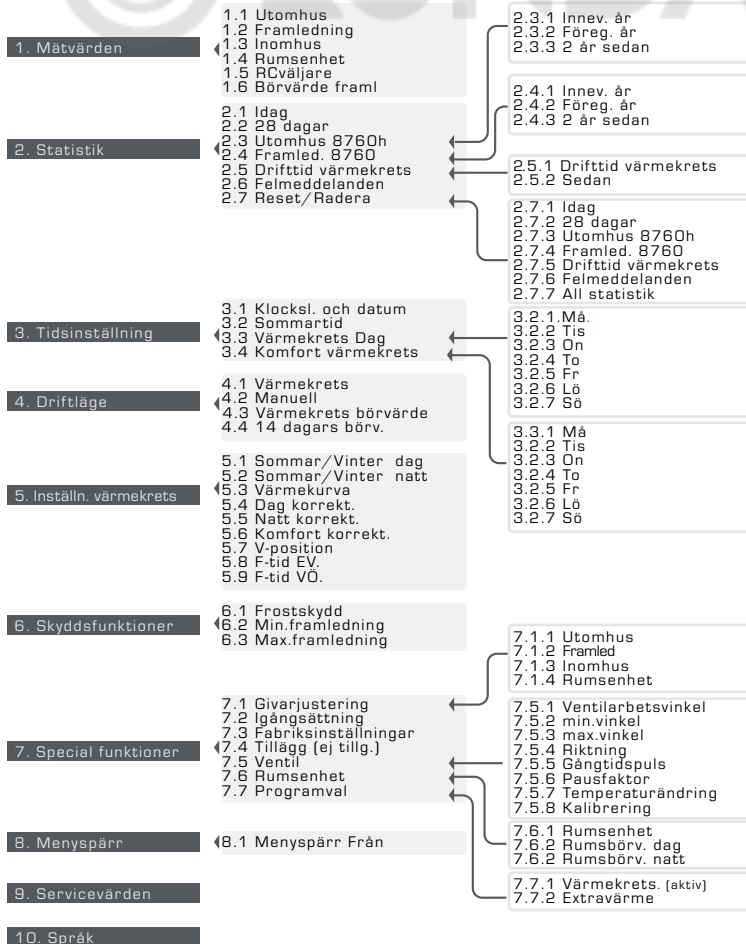 1. Mätvärden
1.1 Utomhus
1.2 Framledning
1.3 Inomhus
1.4 Rumsenhet
1.5 RCväljare
1.6 Börvärde framl
2. Statistik
2.1 Idag
2.2 28 dagar
2.3 Utomhus 8760h
2.4 Framled. 8760
2.5 Drifttid värmekrets
2.6 Felmeddelanden
2.7 Reset/Radera
2.3.1 Innev. år
2.3.2 Föreg. år
2.3.3 2 år sedan
2.4.1 Innev. år
2.4.2 Föreg. år
2.4.3 2 år sedan
2.5.1 Drifttid värmekrets
2.5.2 Sedan
2.7.1 Idag
2.7.2 28 dagar
2.7.3 Utomhus 8760h
2.7.4 Framled. 8760
2.7.5 Drifttid värmekrets
2.7.6 Felmeddelanden
2.7.7 All statistik
3. Tidsinställning
3.1 Klocksl. och datum
3.2 Sommartid
3.3 Värmekrets Dag
3.4 Komfort värmekrets
3.2.1.Må.
3.2.2 Tis
3.2.3 On
3.2.4 To
3.2.5 Fr
3.2.6 Lö
3.2.7 Sö
3.3.1 Må
3.2.2 Tis
3.2.3 On
3.2.4 To
3.2.5 Fr
3.2.6 Lö
3.2.7 Sö
4. Driftläge
4.1 Värmekrets
4.2 Manuell
4.3 Värmekrets börvärde
4.4 14 dagars börv.
5. Inställn. värmekrets
5.1 Sommar/Vinter dag
5.2 Sommar/Vinter natt
5.3 Värmekurva
5.4 Dag korrekt.
5.5 Natt korrekt.
5.6 Komfort korrekt.
5.7 V-position
5.8 F-tid EV.
5.9 F-tid VÖ.
6. Skyddsfunktioner
6.1 Frostskydd
6.2 Min.framledning
6.3 Max.framledning
7. Special funktioner
7.1 Givarjustering
7.2 Igångsättning
7.3 Fabriksinställningar
7.4 Tillägg (ej tillg.)
7.5 Ventil
7.6 Rumsenhet
7.7 Programval
7.1.1 Utomhus
7.1.2 Framled
7.1.3 Inomhus
7.1.4 Rumsenhet
7.5.1 Ventilarbetsvinkel
7.5.2 min.vinkel
7.5.3 max.vinkel
7.5.4 Riktning
7.5.5 Gångtidspuls
7.5.6 Pausfaktor
7.5.7 Temperaturändring
7.5.8 Kalibrering
7.6.1 Rumsenhet
7.6.2 Rumsbörv. dag
7.6.2 Rumsbörv. natt
7.7.1 Värmekrets. (aktiv)
7.7.2 Extravärme
8. Menyspärr
8.1 Menyspärr Från
9. Servicevärden
10. Språk